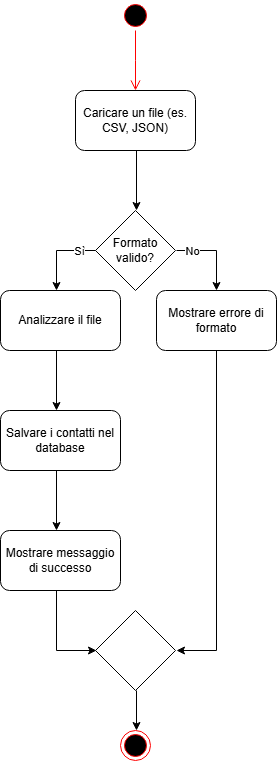 Caricare un file (es.
CSV, JSON)
Formato
valido?
Sì
No
Analizzare il file
Mostrare errore di
formato
Salvare i contatti nel
database
Mostrare messaggio
di successo